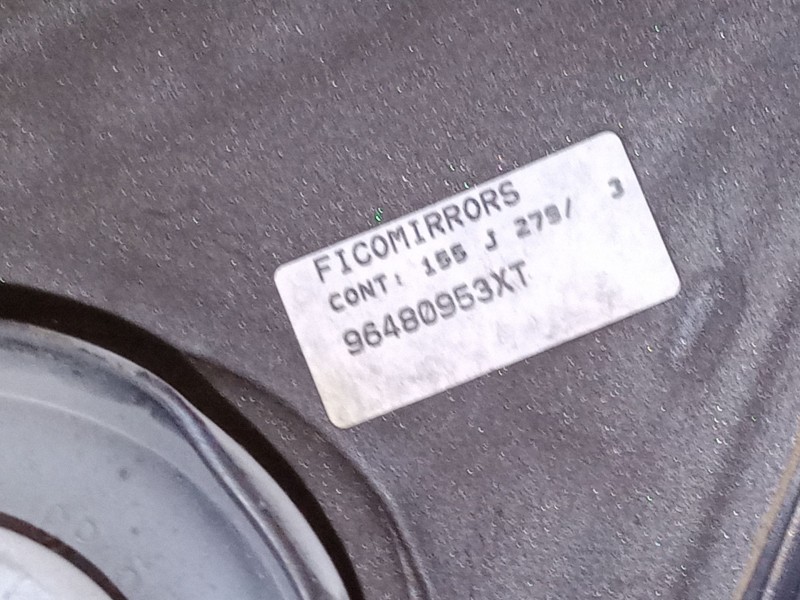 FICOMIRRORS
CONT: 155 J 279/ 3
96480953XT